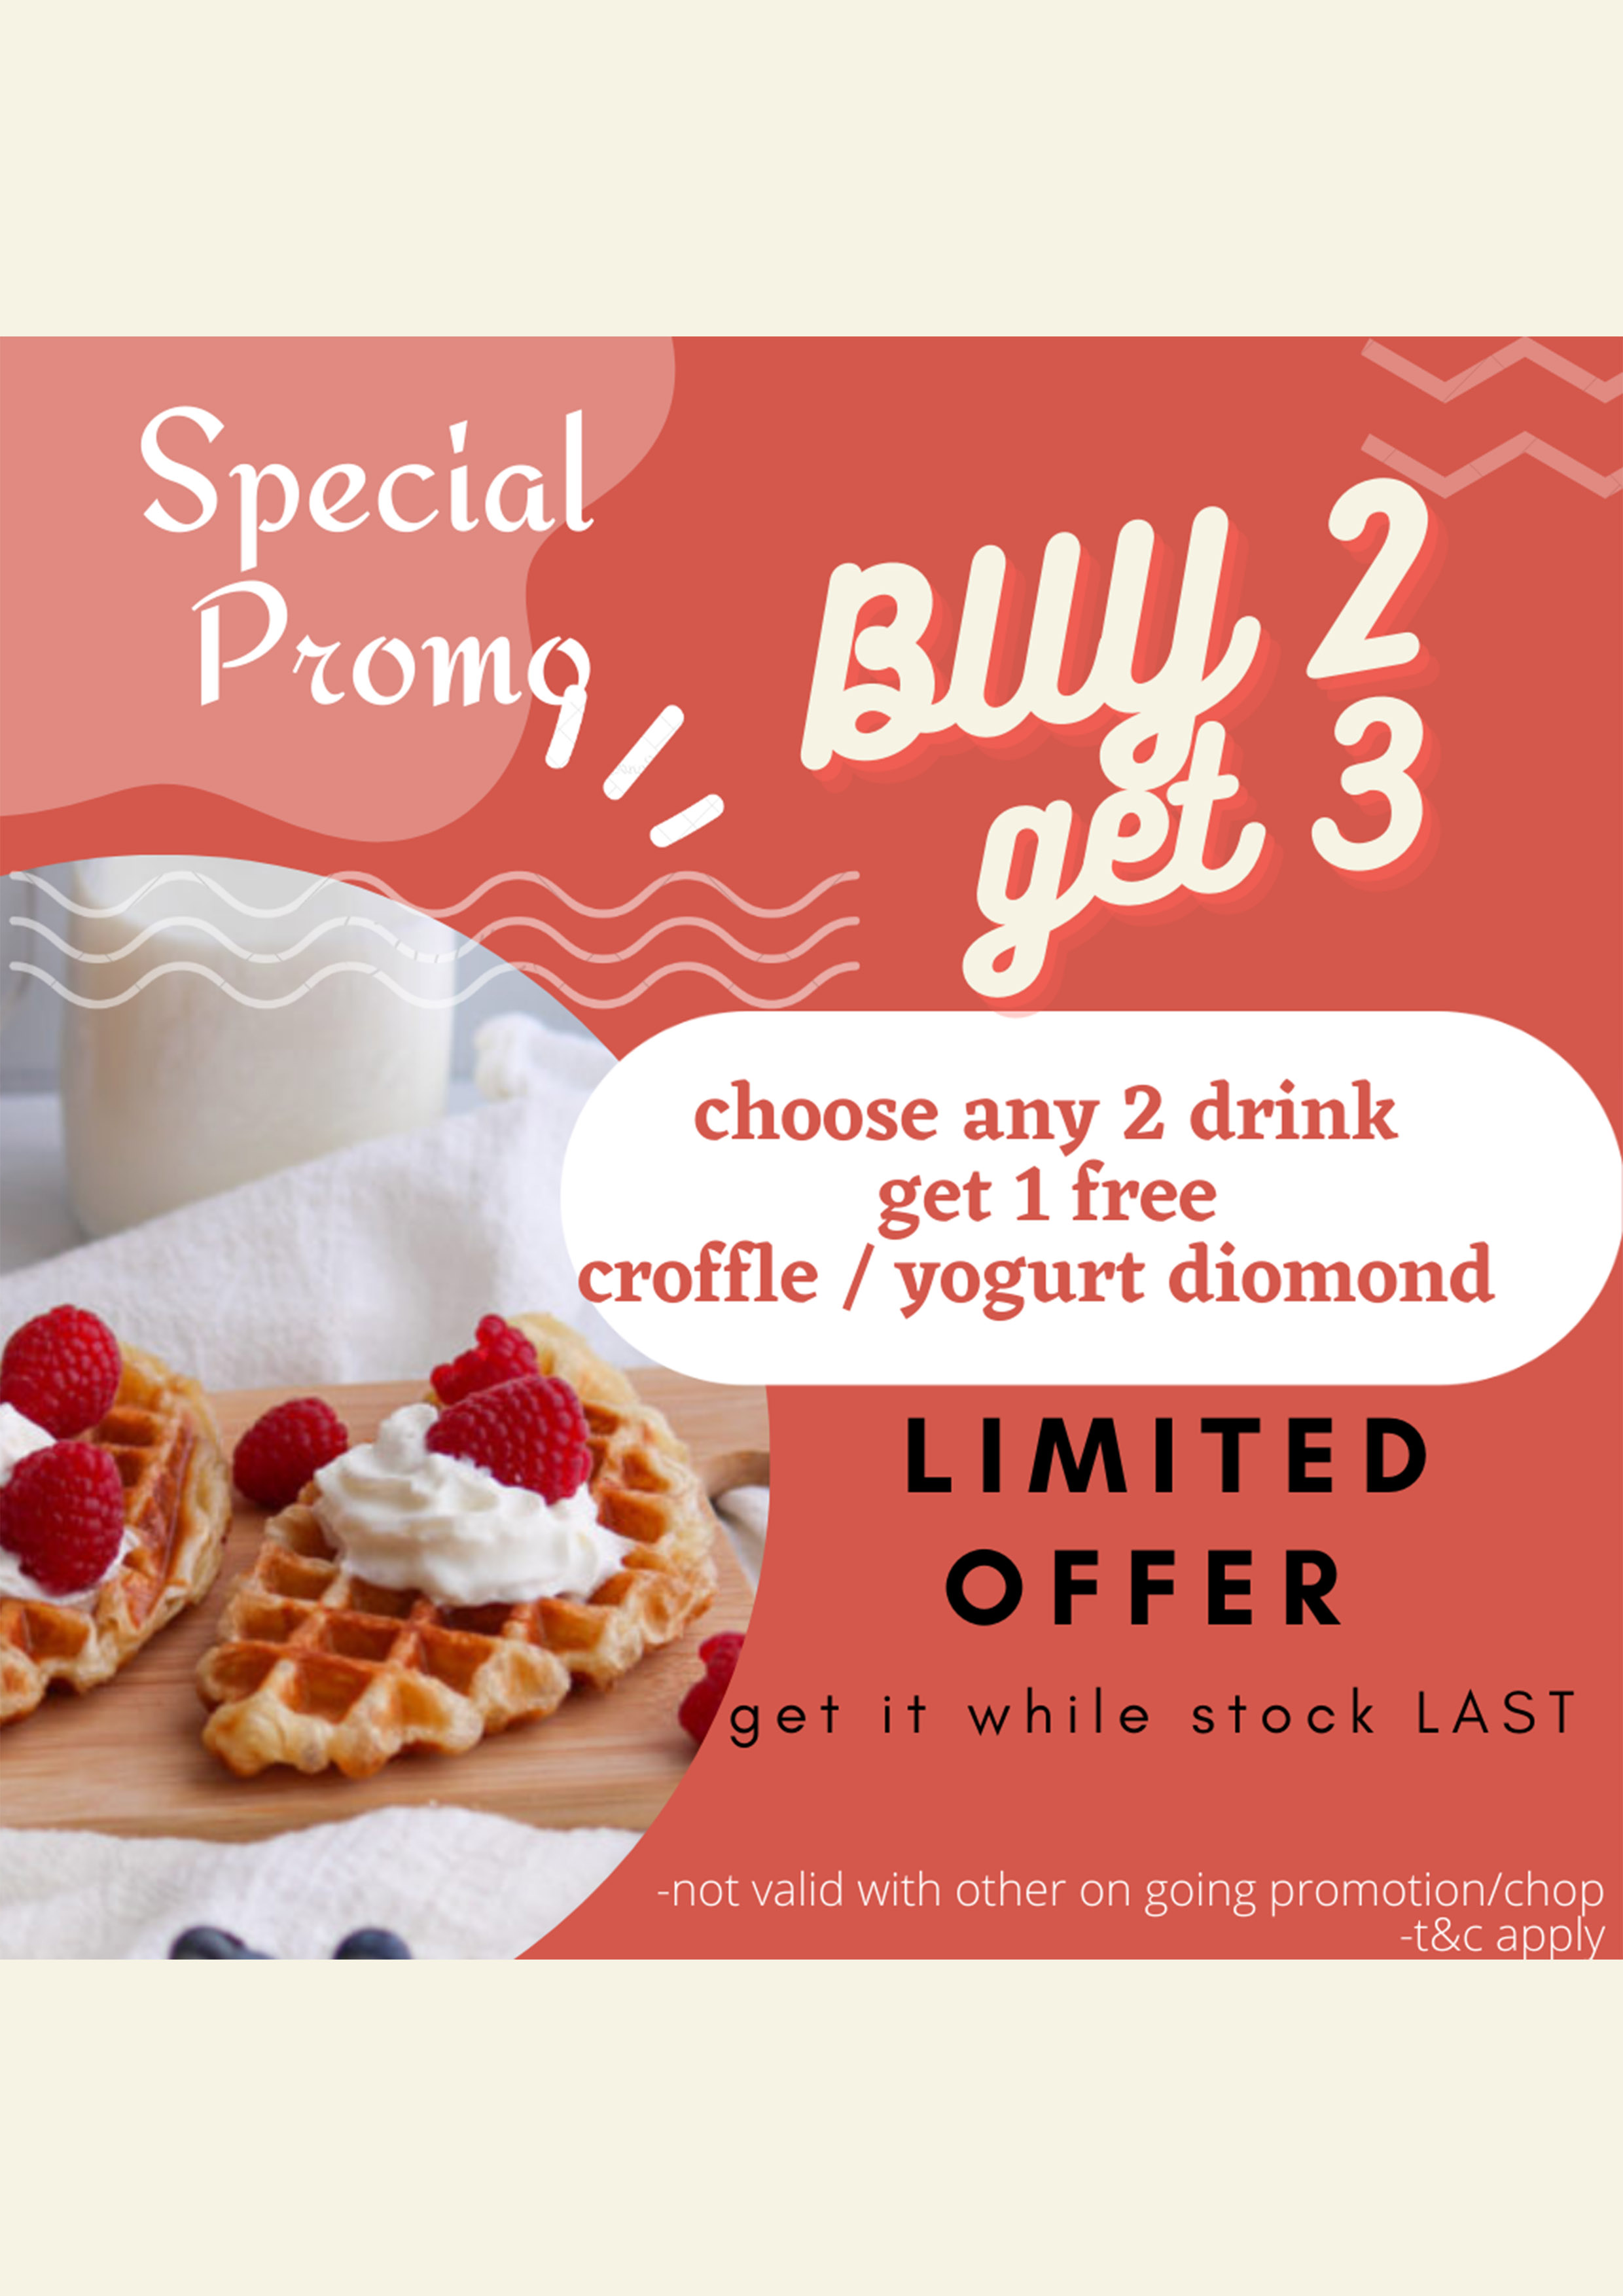 Special
Promo
Buy 2
get 3
choose any 2 drink
get 1 free
croffle / yogurt diomond
LIMITED
OFFER
get it while stock LAST
-not valid with other on going promotion/chop
-t&c apply